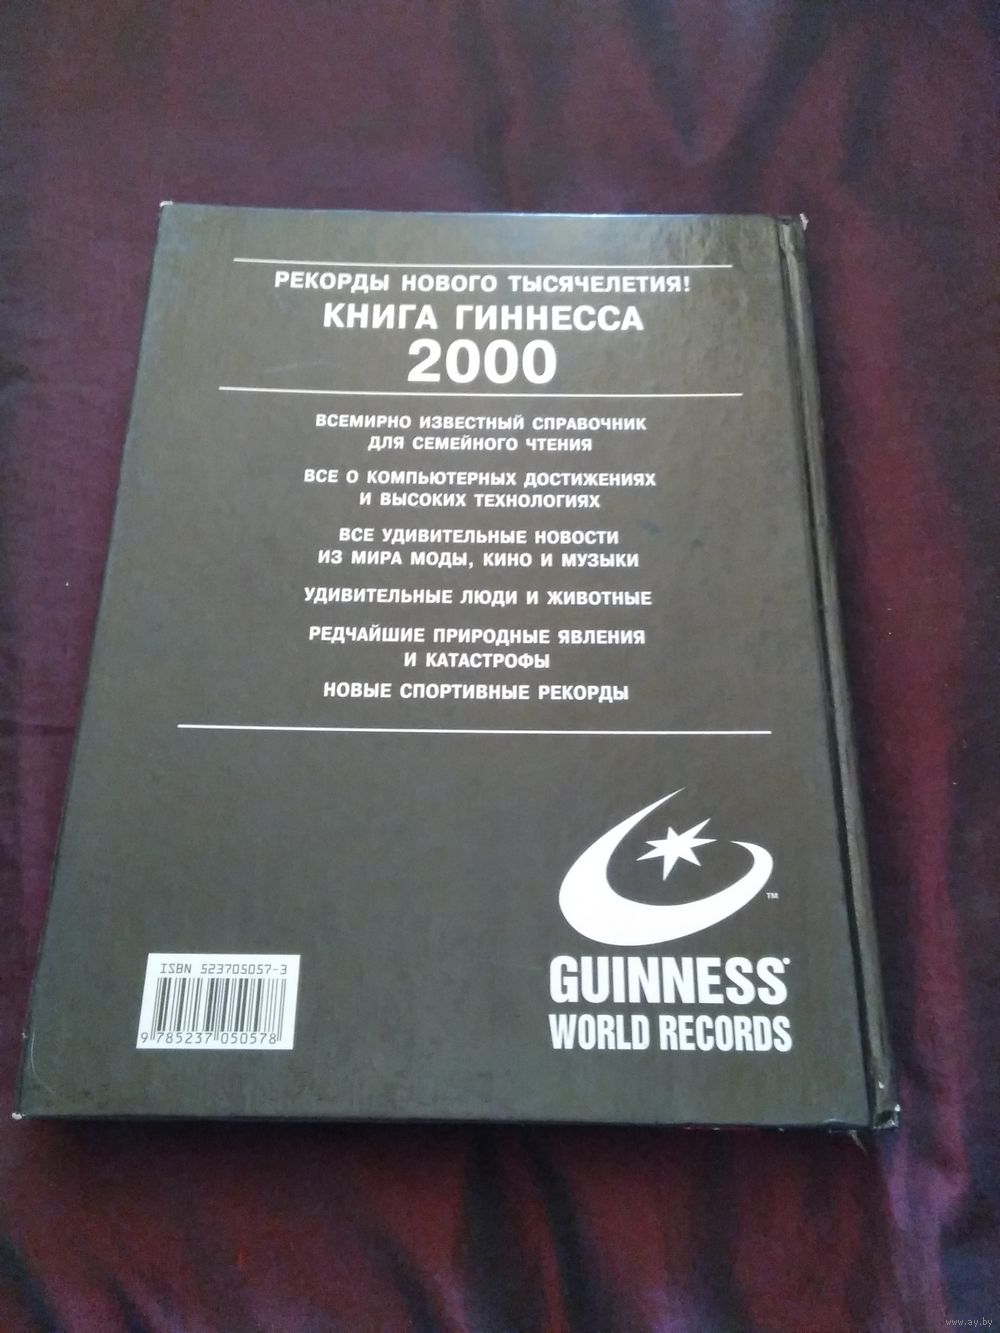 РЕКОРДЫ НОВОГО ТЫСЯЧЕЛЕТИЯ!
КНИГА ГИННЕССА
2000
ВСЕМИРНО ИЗВЕСТНЫЙ СПРАВОЧНИК
ДЛЯ СЕМЕЙНОГО ЧТЕНИЯ
ВСЕ О КОМПЬЮТЕРНЫХ ДОСТИЖЕНИЯХ
И ВЫСОКИХ ТЕХНОЛОГИЯХ
ВСЕ УДИВИТЕЛЬНЫЕ НОВОСТИ
ИЗ МИРА МОДЫ, КИНО И МУЗЫКИ
УДИВИТЕЛЬНЫЕ ЛЮДИ И ЖИВОТНЫЕ
РЕДЧАЙШИЕ ПРИРОДНЫЕ ЯВЛЕНИЯ
И КАТАСТРОФЫ
НОВЫЕ СПОРТИВНЫЕ РЕКОРДЫ
TM
GUINNESS
WORLD RECORDS
ISBN 523705057-3
9 785237 050578
www.ay.by